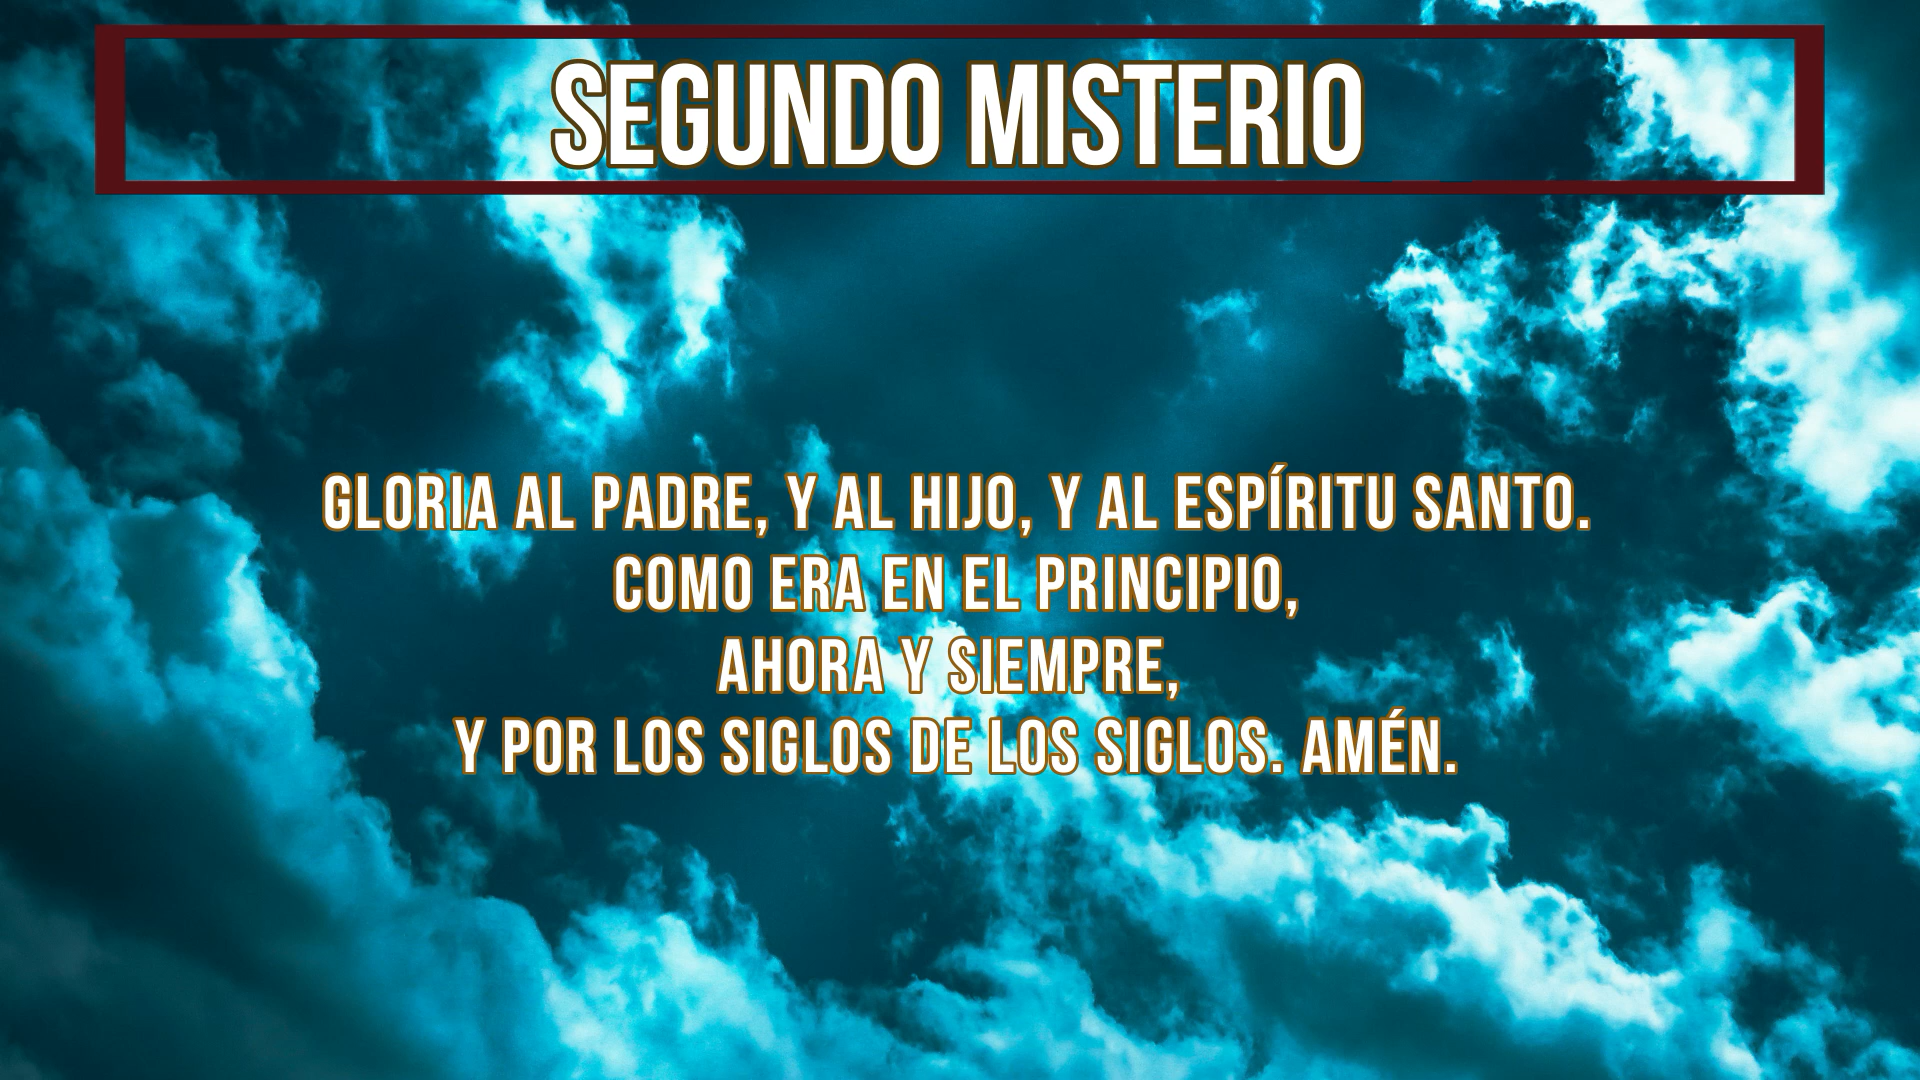 SEGUNDO MISTERIO
GLORIA AL PADRE, Y AL HIJO, Y AL ESPÍRITU SANTO.
COMO ERA EN EL PRINCIPIO,
AHORA Y SIEMPRE,
Y POR LOS SIGLOS DE LOS SIGLOS. AMÉN.